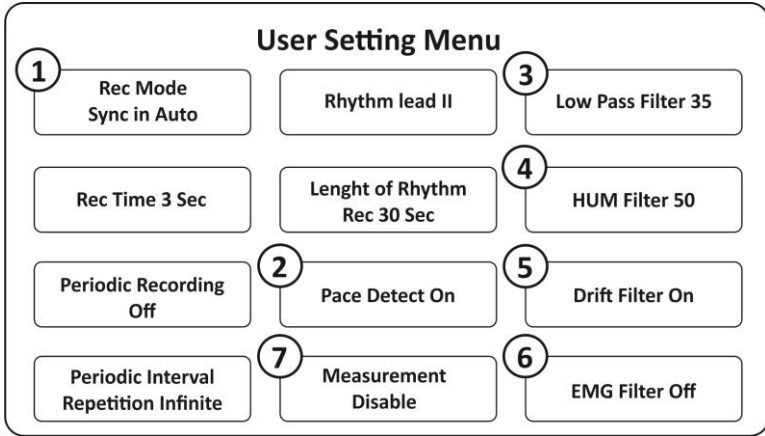 User Setting Menu
1
Rec Mode
Sync in Auto
Rhythm lead II
3
Low Pass Filter 35
Rec Time 3 Sec
Lenght of Rhythm
Rec 30 Sec
4
HUM Filter 50
Periodic Recording
Off
2
Pace Detect On
5
Drift Filter On
Periodic Interval
Repetition Infinite
7
Measurement
Disable
6
EMG Filter Off